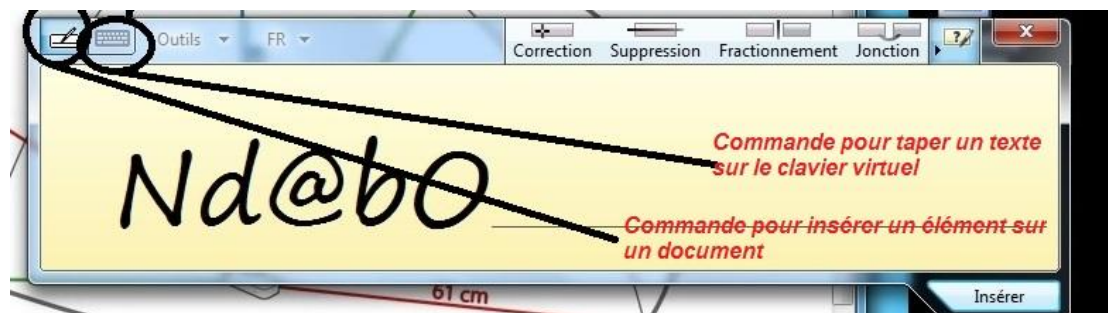 Outils FR Correction Suppression Fractionnement Jonction
Commande pour taper un texte
sur le clavier virtuel
Nd@bO
Commande pour insérer un élément sur
un document
61 cm
Insérer